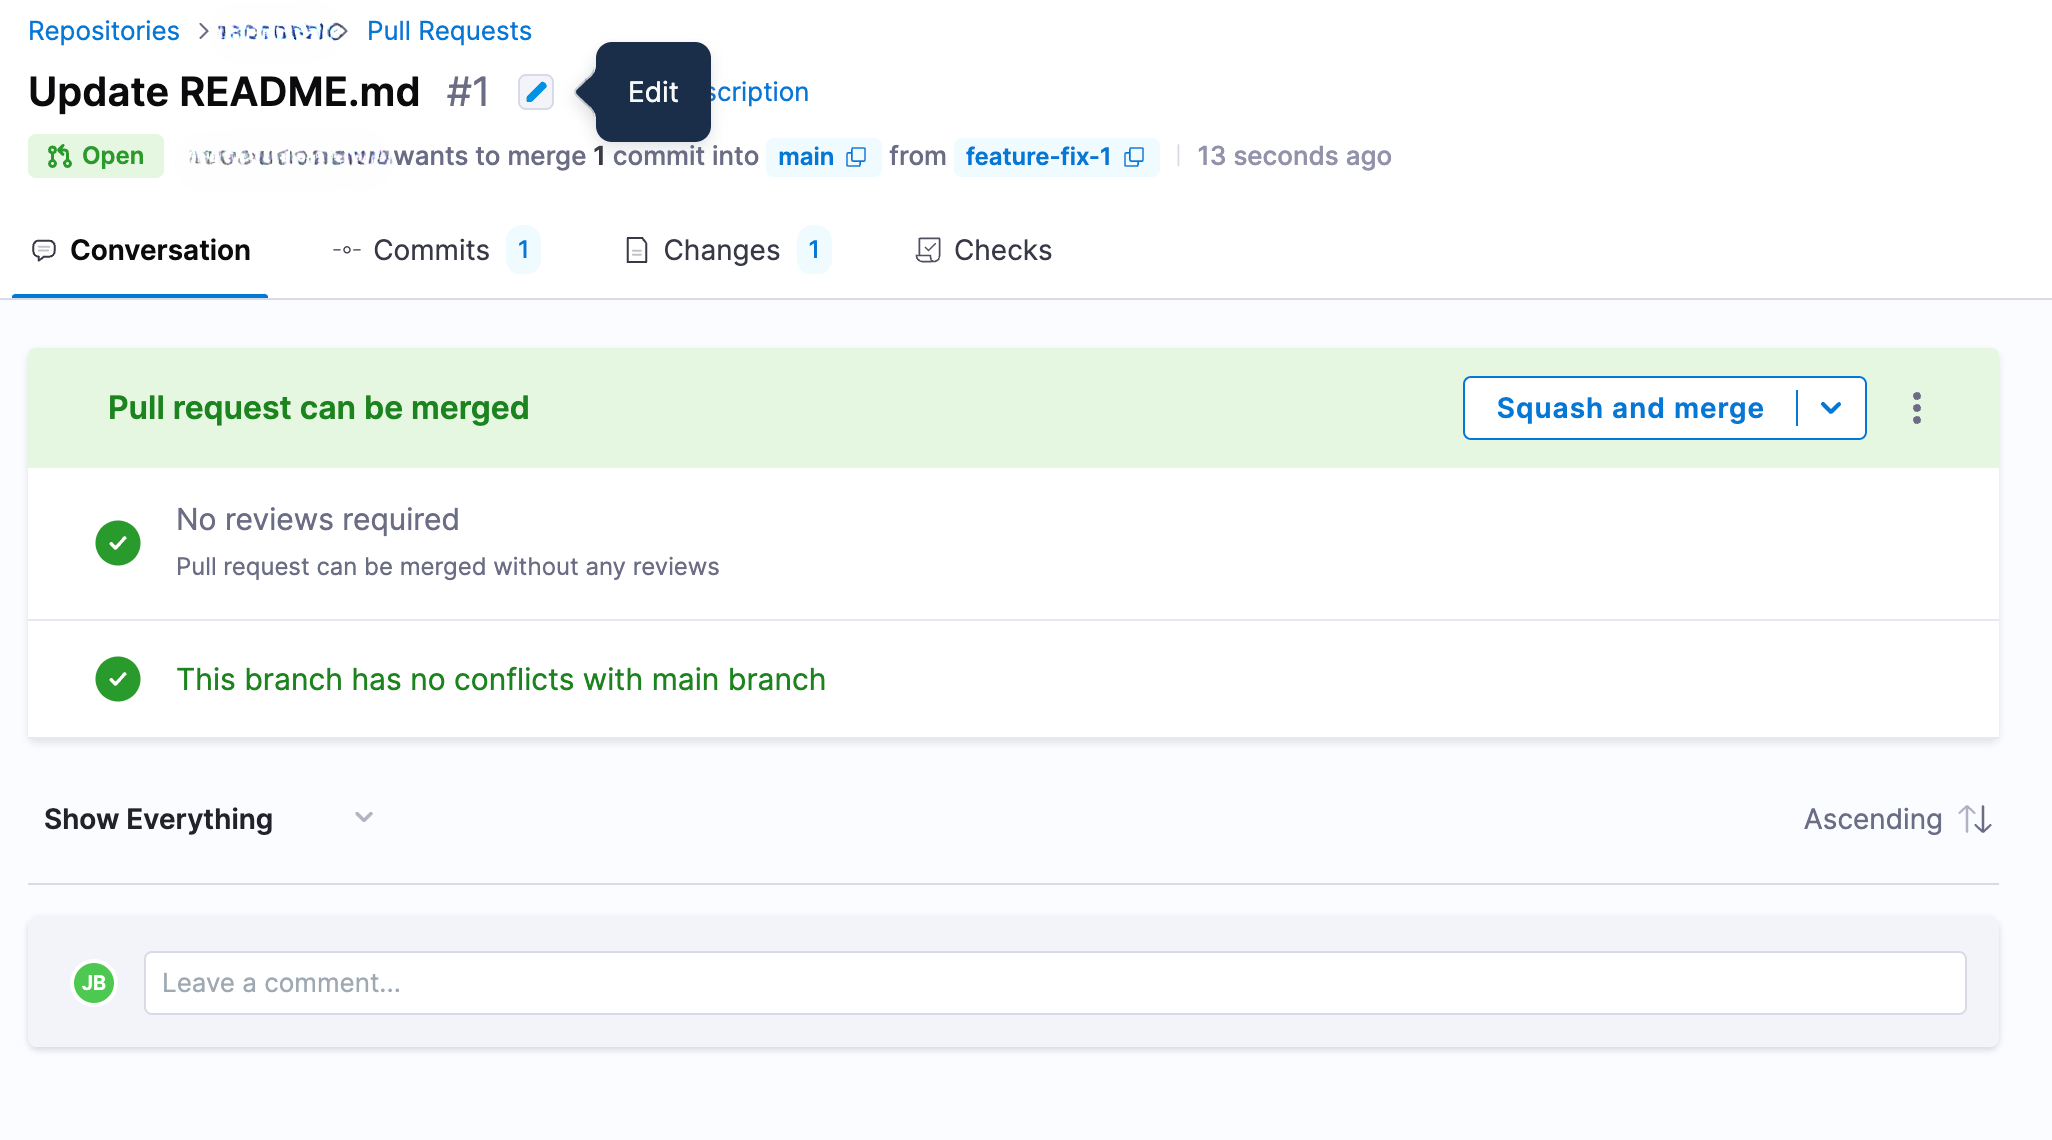 Repositories > > Pull Requests
Update README.md #1 Edit scription
Open wants to merge 1 commit into main from feature-fix-1 | 13 seconds ago
Conversation Commits 1 Changes 1 Checks
Pull request can be merged Squash and merge
No reviews required
Pull request can be merged without any reviews
This branch has no conflicts with main branch
Show Everything Ascending
JB Leave a comment...